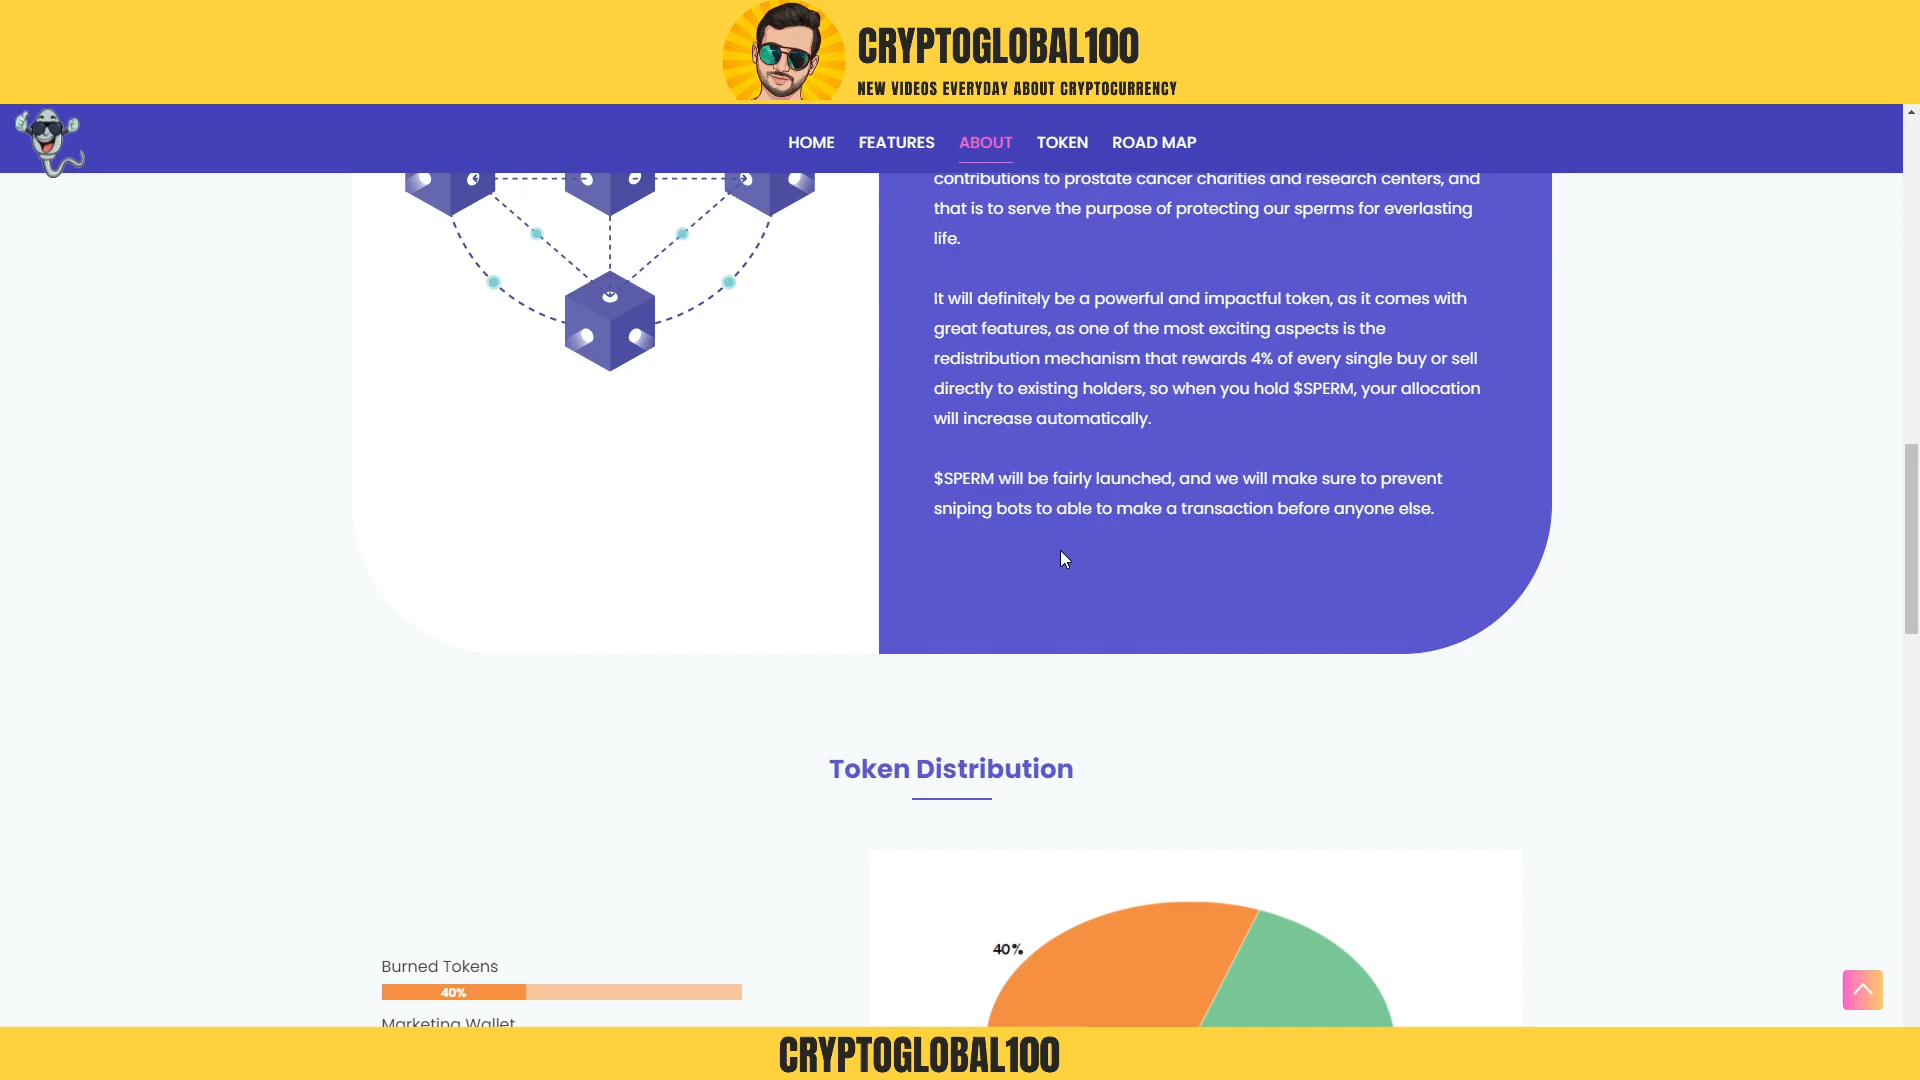 CRYPTOGLOBAL100
NEW VIDEOS EVERYDAY ABOUT CRYPTOCURRENCY
HOME FEATURES ABOUT TOKEN ROAD MAP
contributions to prostate cancer charities and research centers, and
that is to serve the purpose of protecting our sperms for everlasting
life.
It will definitely be a powerful and impactful token, as it comes with
great features, as one of the most exciting aspects is the
redistribution mechanism that rewards 4% of every single buy or sell
directly to existing holders, so when you hold $SPERM, your allocation
will increase automatically.
$SPERM will be fairly launched, and we will make sure to prevent
sniping bots to able to make a transaction before anyone else.
Token Distribution
40%
Burned Tokens
40%
Marketing Wallet
CRYPTOGLOBAL100